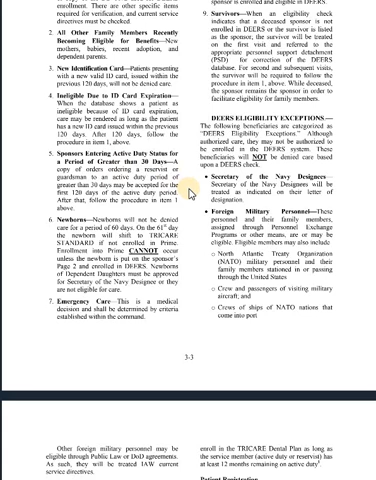 enrollment. There are other specific items
required for verification, and current service
directives must be checked.
2. All Other Family Members Recently
Becoming Eligible for Benefits—New
mothers, babies, recent adoption, and
dependent parents.
3. New Identification Card—Patients presenting
with a new valid ID card, issued within the
previous 120 days, will not be denied care.
4. Ineligible Due to ID Card Expiration—
When the database shows a patient as
ineligible because of ID card expiration,
care may be rendered as long as the patient
has a new ID card issued within the previous
120 days. After 120 days, follow the
procedure in item 1, above.
5. Sponsors Entering Active Duty Status for
a Period of Greater than 30 Days—A
copy of orders ordering a reservist or
guardsman to an active duty period of
greater than 30 days may be accepted for the
first 120 days of the active duty period.
After that, follow the procedure in item 1
above.
6. Newborns—Newborns will not be denied
care for a period of 60 days. On the 61st day
the newborn will shift to TRICARE
STANDARD if not enrolled in Prime.
Enrollment into Prime CANNOT occur
unless the newborn is put on the sponsor's
Page 2 and enrolled in DEERS. Newborns
of Dependent Daughters must be approved
for Secretary of the Navy Designee or they
are not eligible for care.
7. Emergency Care—This is a medical
decision and shall be determined by criteria
established within the command.
sponsor is enrolled and eligible in DEERS.
9. Survivors—When an eligibility check
indicates that a deceased sponsor is not
enrolled in DEERS or the survivor is listed
as the sponsor, the survivor will be treated
on the first visit and referred to the
appropriate personnel support detachment
(PSD) for correction of the DEERS
database. For second and subsequent visits,
the survivor will be required to follow the
procedure in item 1, above. While deceased,
the sponsor remains the sponsor in order to
facilitate eligibility for family members.
DEERS ELIGIBILITY EXCEPTIONS.—
The following beneficiaries are categorized as
"DEERS Eligibility Exceptions." Although
authorized care, they may not be authorized to
be enrolled in the DEERS system. These
beneficiaries will NOT be denied care based
upon a DEERS check.
• Secretary of the Navy Designees—
Secretary of the Navy Designees will be
treated as indicated on their letter of
designation.
• Foreign Military Personnel—These
personnel and their family members,
assigned through Personnel Exchange
Programs or other means, are or may be
eligible. Eligible members may also include
o North Atlantic Treaty Organization
(NATO) military personnel and their
family members stationed in or passing
through the United States
o Crew and passengers of visiting military
aircraft; and
o Crews of ships of NATO nations that
come into port
3-3
Other foreign military personnel may be
eligible through Public Law or DoD agreements.
As such, they will be treated IAW current
service directives.
enroll in the TRICARE Dental Plan as long as
the service member (active duty or reservist) has
at least 12 months remaining on active duty
Patient Registration